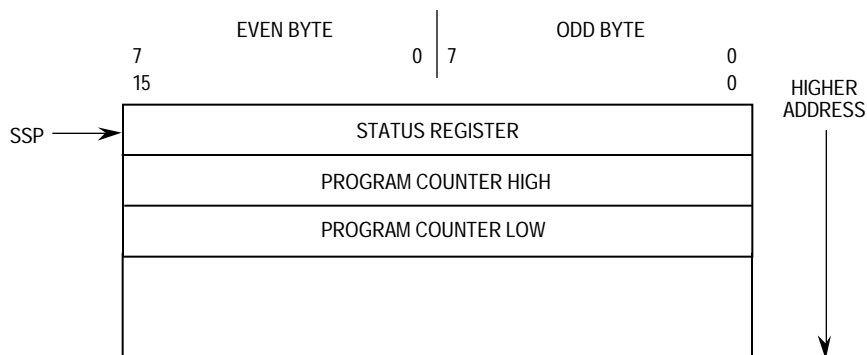 EVEN BYTE ODD BYTE
7 0 7 0
15 0
HIGHER
ADDRESS
SSP STATUS REGISTER
PROGRAM COUNTER HIGH
PROGRAM COUNTER LOW